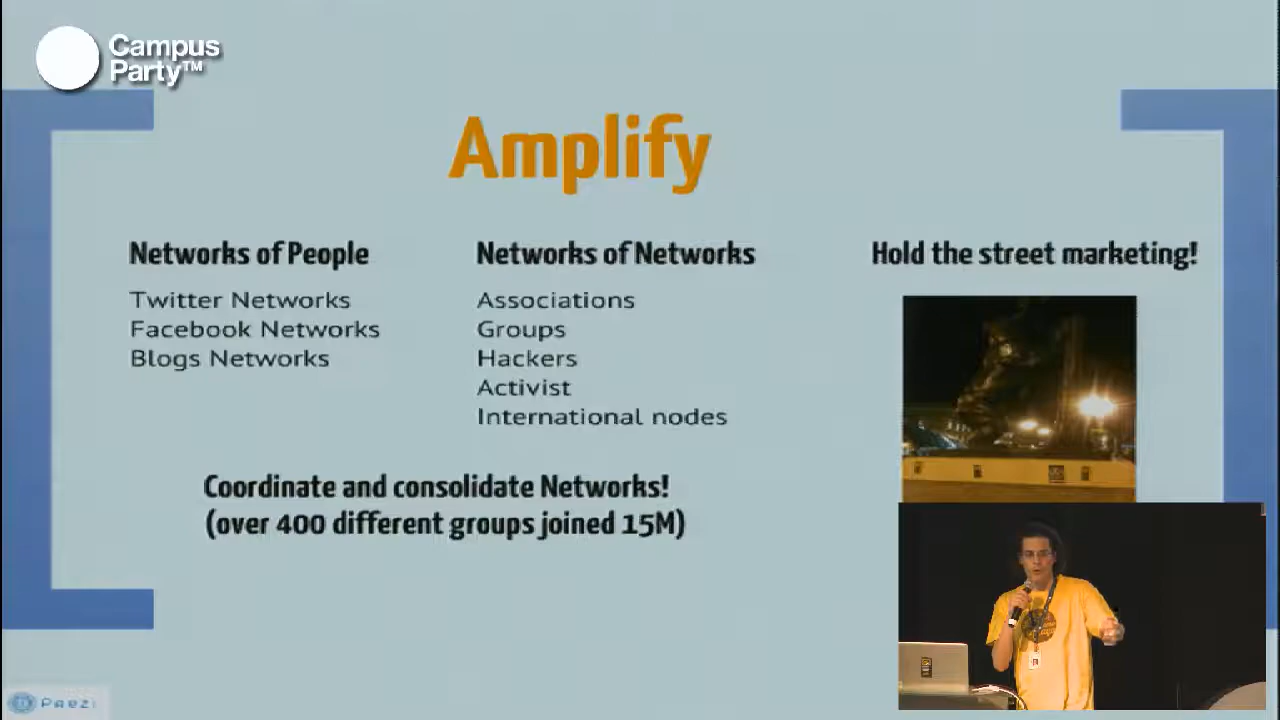 Campus
Party™
Amplify
Networks of People
Twitter Networks
Facebook Networks
Blogs Networks
Networks of Networks
Associations
Groups
Hackers
Activist
International nodes
Hold the street marketing!
Coordinate and consolidate Networks!
(over 400 different groups joined 15M)
Prezi